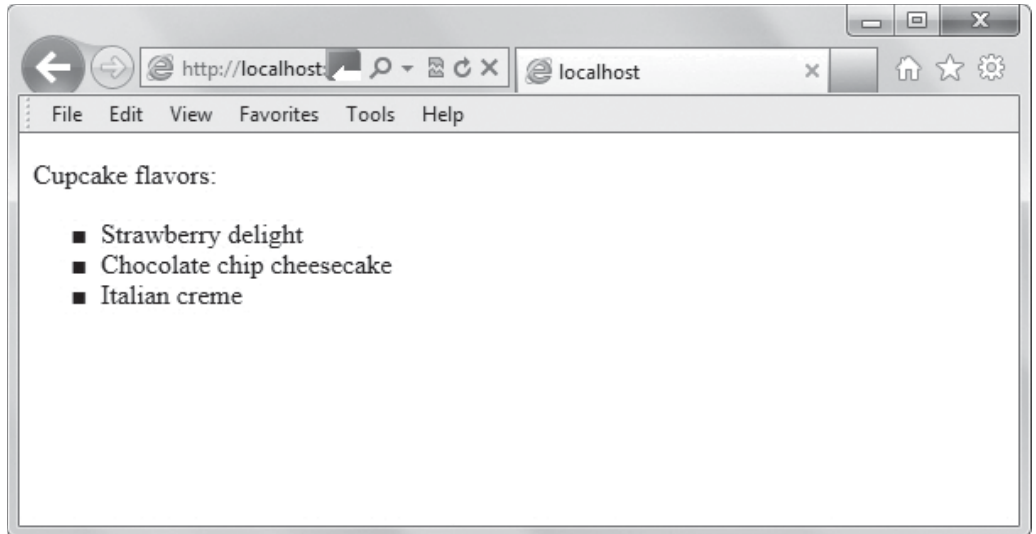 http://localhost:
localhost
File Edit View Favorites Tools Help
Cupcake flavors:
Strawberry delight
Chocolate chip cheesecake
Italian creme